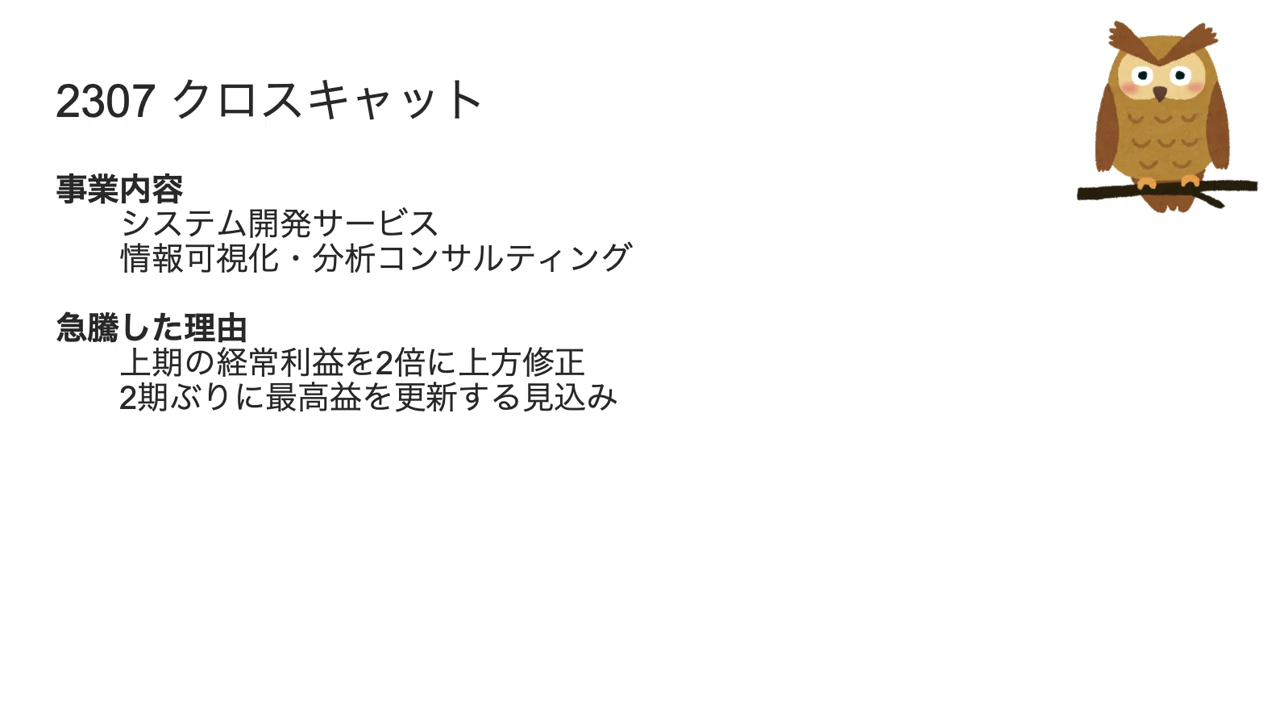 2307 クロスキャット
事業内容
システム開発サービス
情報可視化・分析コンサルティング
急騰した理由
上期の経常利益を2倍に上方修正
2期ぶりに最高益を更新する見込み